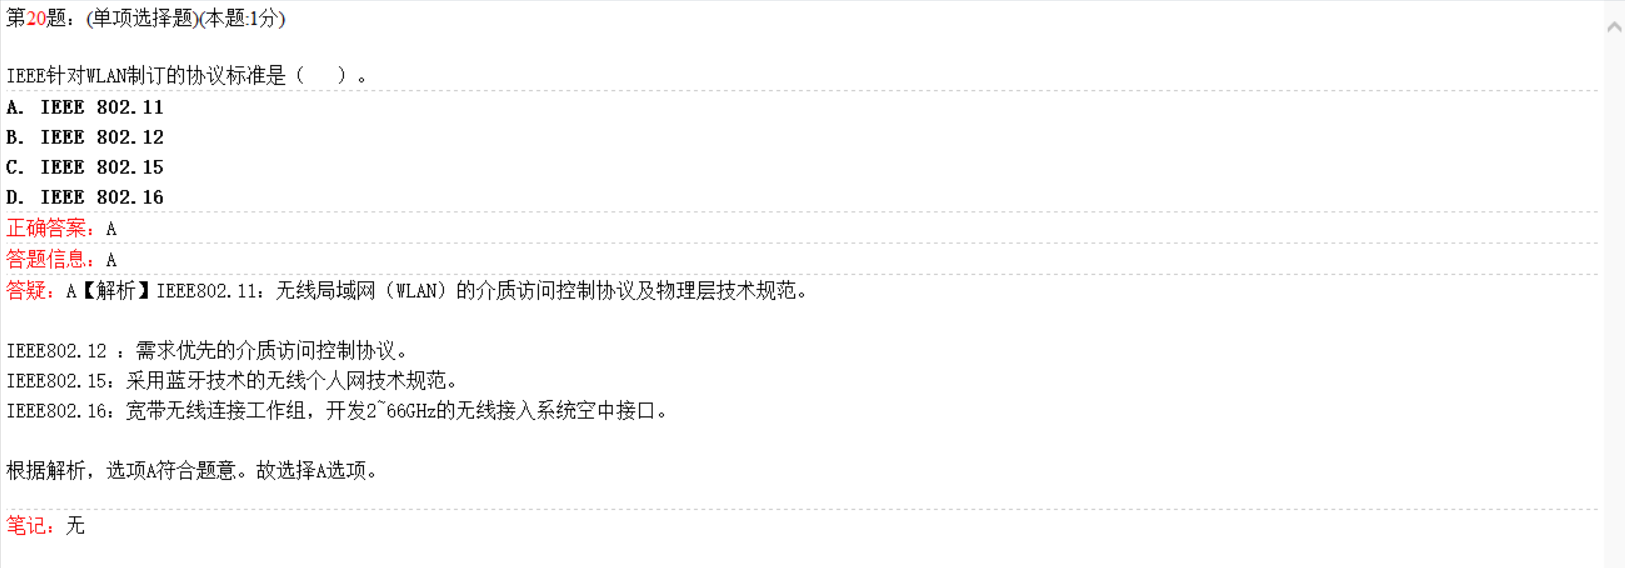 第20题：(单项选择题)(本题:1分)
IEEE针对WLAN制订的协议标准是（　　）。
A. IEEE 802.11
B. IEEE 802.12
C. IEEE 802.15
D. IEEE 802.16
正确答案：A
答题信息：A
答疑：A【解析】IEEE802.11：无线局域网（WLAN）的介质访问控制协议及物理层技术规范。
IEEE802.12 ：需求优先的介质访问控制协议。
IEEE802.15：采用蓝牙技术的无线个人网技术规范。
IEEE802.16：宽带无线连接工作组，开发2~66GHz的无线接入系统空中接口。
根据解析，选项A符合题意。故选择A选项。
笔记：无